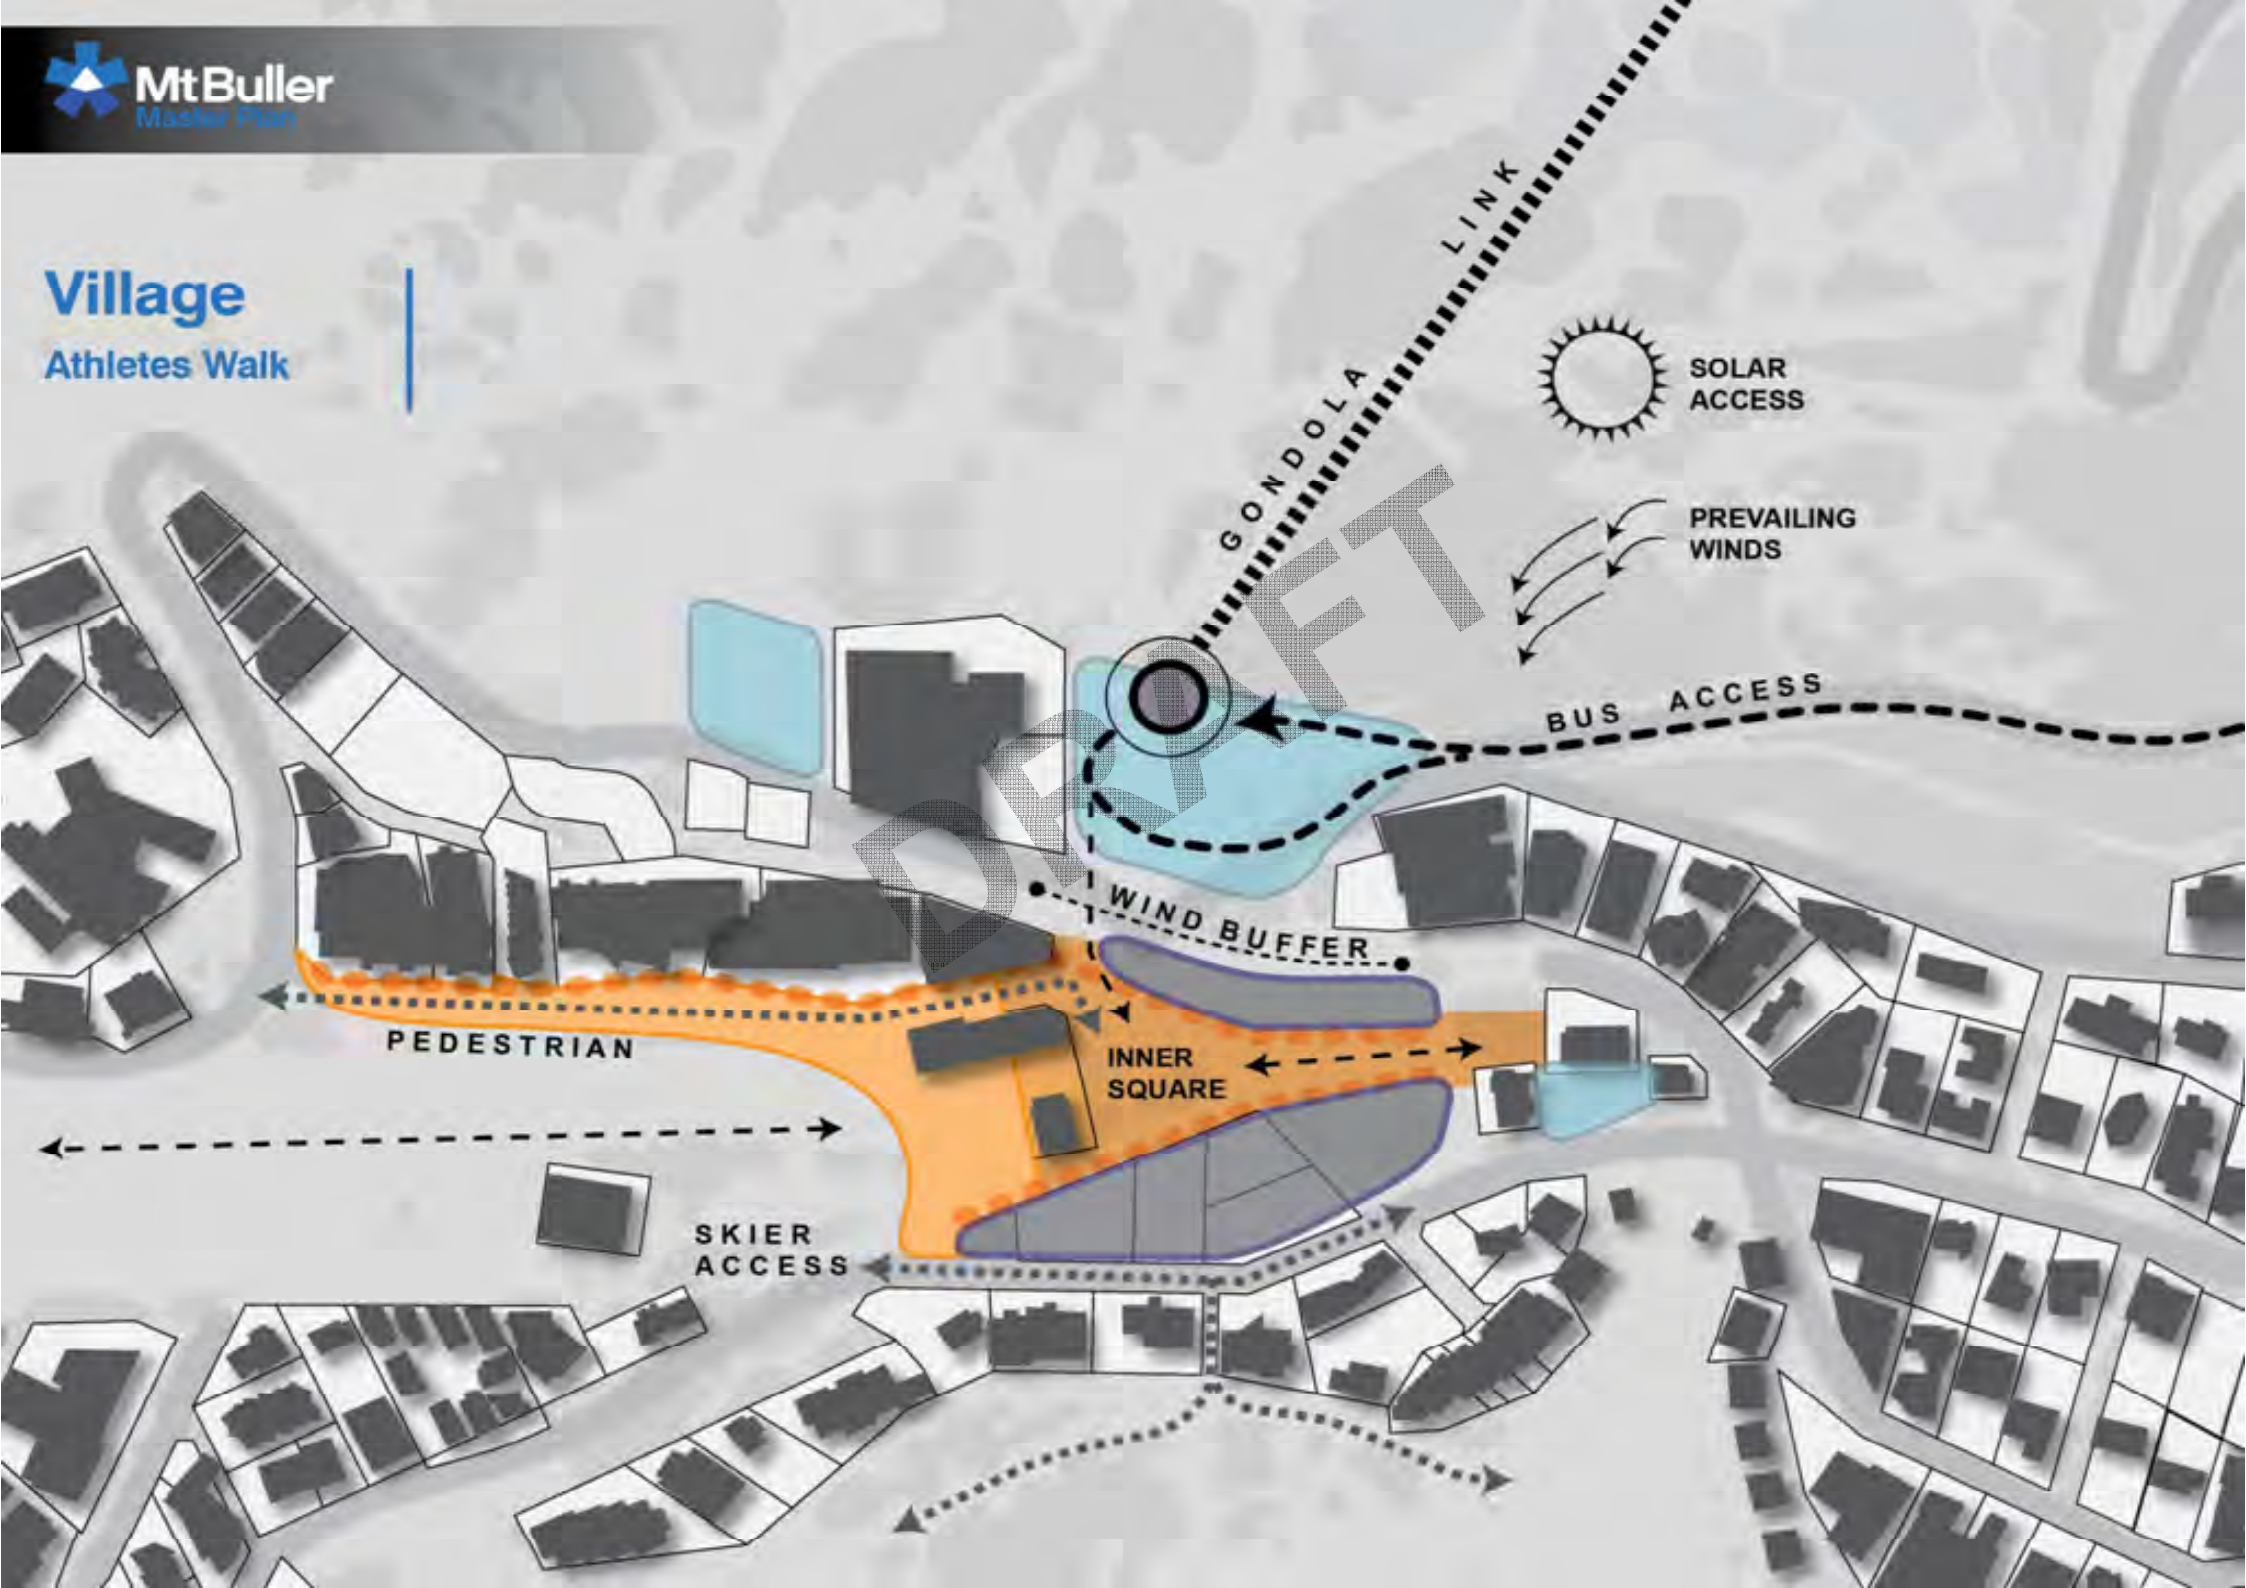 Mt Buller
Master Plan
Village
Athletes Walk
GONDOLA LINK
SOLAR
ACCESS
PREVAILING
WINDS
BUS ACCESS
DRAFT
WIND BUFFER
PEDESTRIAN
INNER
SQUARE
SKIER
ACCESS